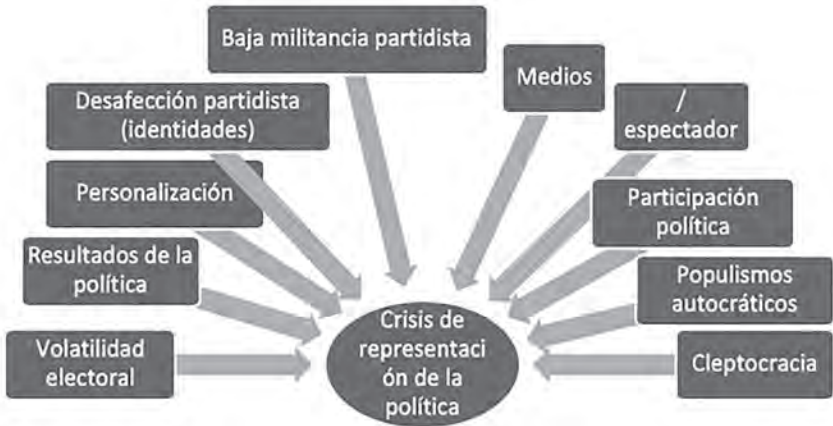 Baja militancia partidista
Medios
Desafección partidista
(identidades)
/
espectador
Personalización
Participación
política
Resultados de la
política
Populismos
autocráticos
Volatilidad
electoral
Crisis de
representaci
ón de la
política
Cleptocracia